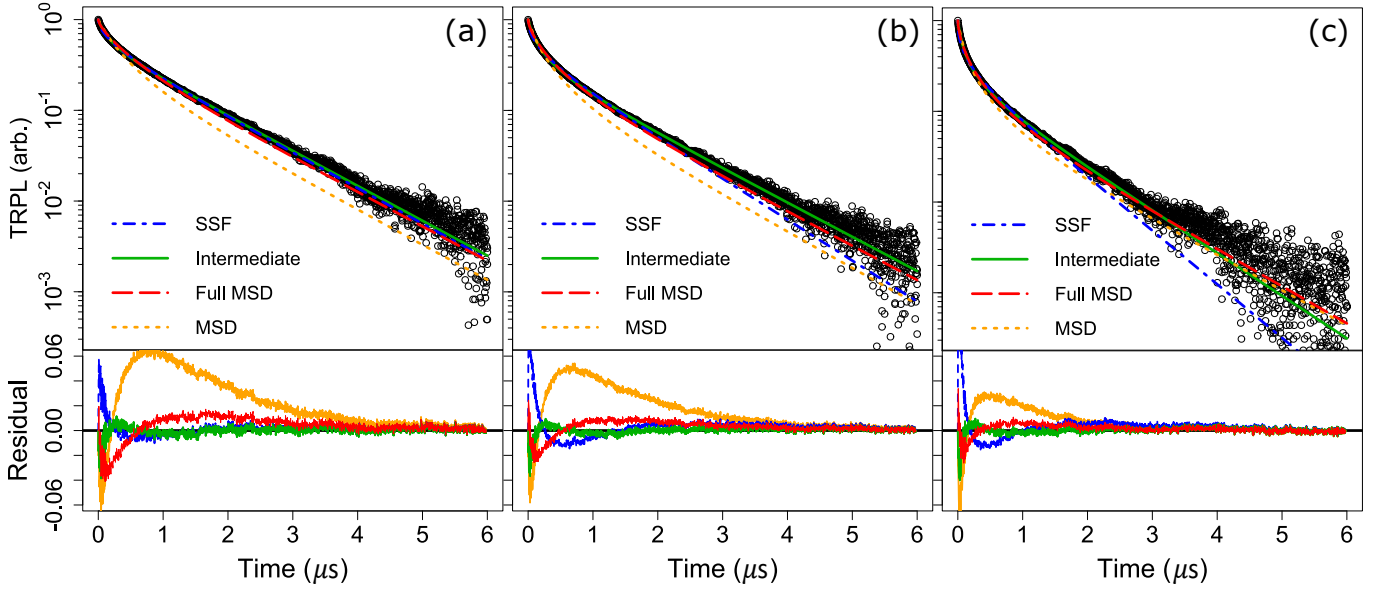 (a)
(b)
(c)
TRPL (arb.)
10^0
10^-1
10^-2
10^-3
SSF
Intermediate
Full MSD
MSD
SSF
Intermediate
Full MSD
MSD
SSF
Intermediate
Full MSD
MSD
Residual
0.06
0.00
-0.06
0 1 2 3 4 5 6
0 1 2 3 4 5 6
0 1 2 3 4 5 6
Time (μs)
Time (μs)
Time (μs)